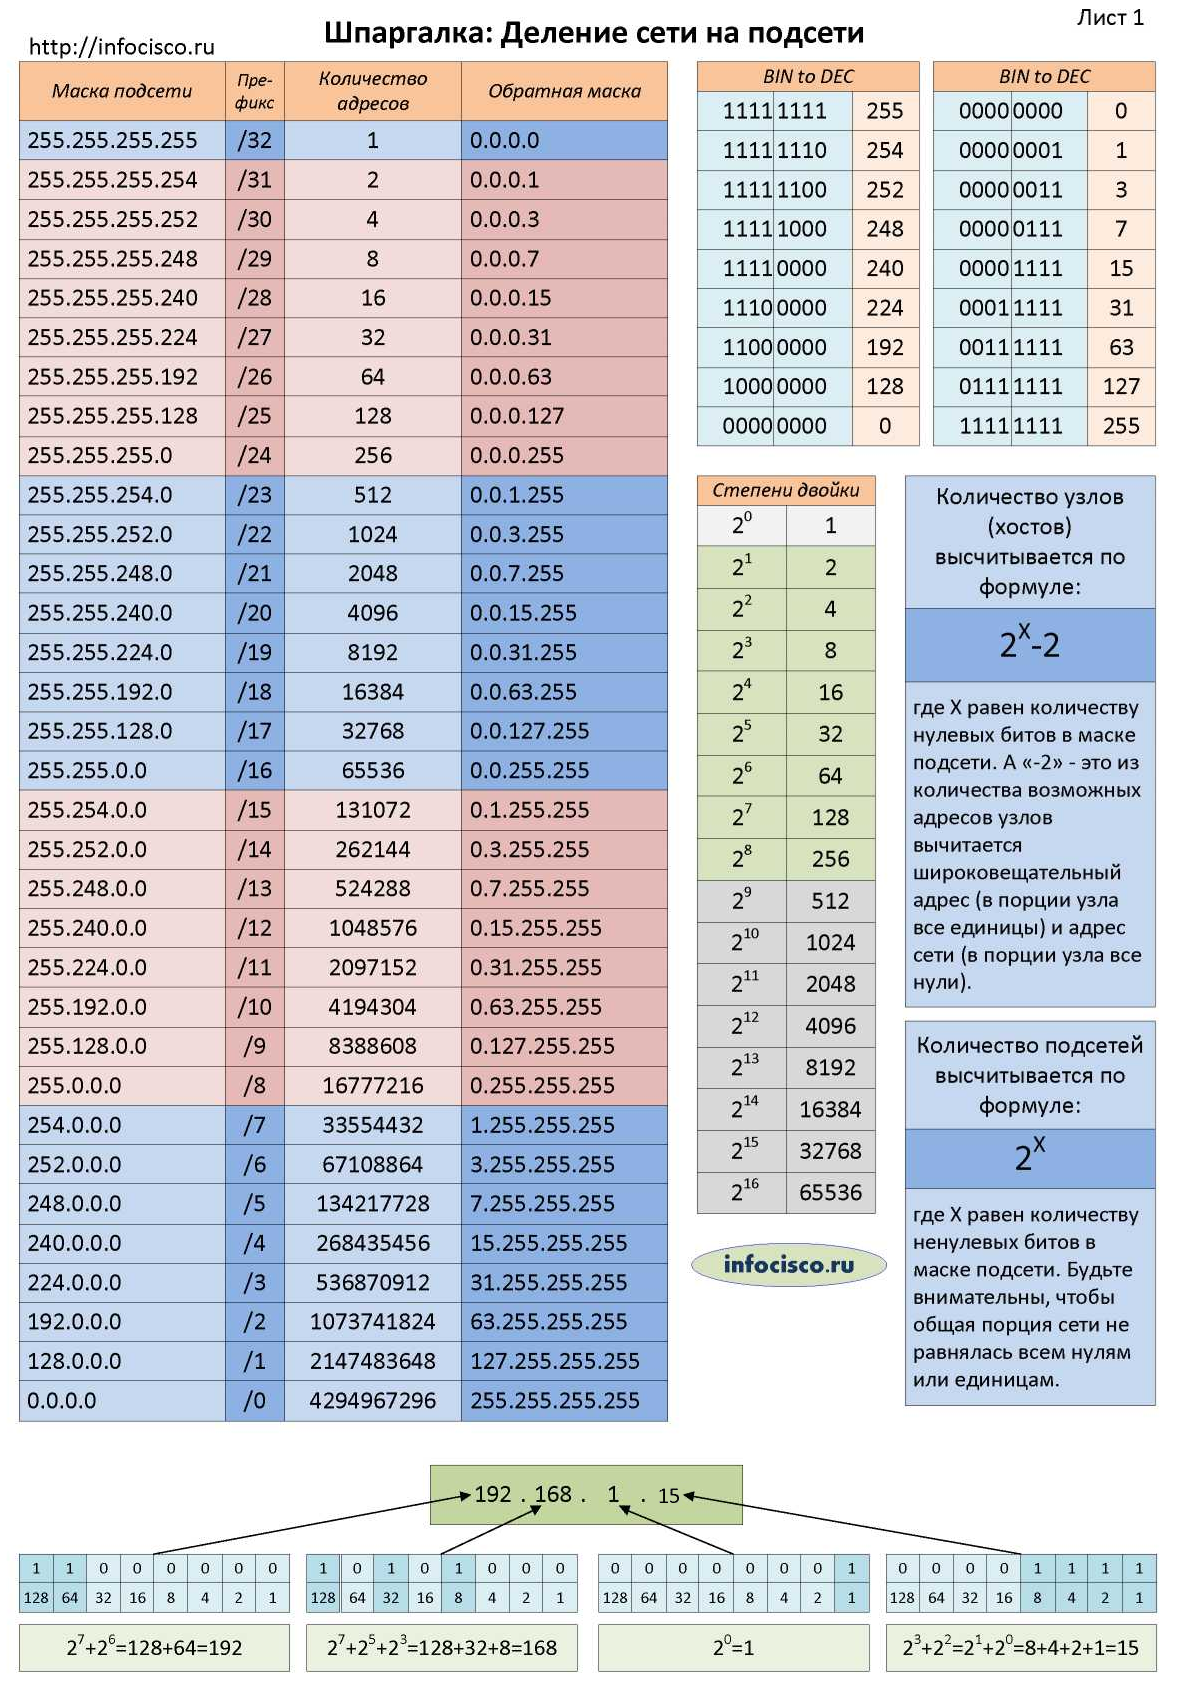 Лист 1
http://infocisco.ru
Шпаргалка: Деление сети на подсети
Маска подсети Пре-фикс Количество адресов Обратная маска
255.255.255.255 /32 1 0.0.0.0
255.255.255.254 /31 2 0.0.0.1
255.255.255.252 /30 4 0.0.0.3
255.255.255.248 /29 8 0.0.0.7
255.255.255.240 /28 16 0.0.0.15
255.255.255.224 /27 32 0.0.0.31
255.255.255.192 /26 64 0.0.0.63
255.255.255.128 /25 128 0.0.0.127
255.255.255.0 /24 256 0.0.0.255
255.255.254.0 /23 512 0.0.1.255
255.255.252.0 /22 1024 0.0.3.255
255.255.248.0 /21 2048 0.0.7.255
255.255.240.0 /20 4096 0.0.15.255
255.255.224.0 /19 8192 0.0.31.255
255.255.192.0 /18 16384 0.0.63.255
255.255.128.0 /17 32768 0.0.127.255
255.255.0.0 /16 65536 0.0.255.255
255.254.0.0 /15 131072 0.1.255.255
255.252.0.0 /14 262144 0.3.255.255
255.248.0.0 /13 524288 0.7.255.255
255.240.0.0 /12 1048576 0.15.255.255
255.224.0.0 /11 2097152 0.31.255.255
255.192.0.0 /10 4194304 0.63.255.255
255.128.0.0 /9 8388608 0.127.255.255
255.0.0.0 /8 16777216 0.255.255.255
254.0.0.0 /7 33554432 1.255.255.255
252.0.0.0 /6 67108864 3.255.255.255
248.0.0.0 /5 134217728 7.255.255.255
240.0.0.0 /4 268435456 15.255.255.255
224.0.0.0 /3 536870912 31.255.255.255
192.0.0.0 /2 1073741824 63.255.255.255
128.0.0.0 /1 2147483648 127.255.255.255
0.0.0.0 /0 4294967296 255.255.255.255
BIN to DEC
1111 1111 255
1111 1110 254
1111 1100 252
1111 1000 248
1111 0000 240
1110 0000 224
1100 0000 192
1000 0000 128
0000 0000 0
BIN to DEC
0000 0000 0
0000 0001 1
0000 0011 3
0000 0111 7
0000 1111 15
0001 1111 31
0011 1111 63
0111 1111 127
1111 1111 255
Степени двойки
2^0 1
2^1 2
2^2 4
2^3 8
2^4 16
2^5 32
2^6 64
2^7 128
2^8 256
2^9 512
2^10 1024
2^11 2048
2^12 4096
2^13 8192
2^14 16384
2^15 32768
2^16 65536
infocisco.ru
Количество узлов
(хостов)
высчитывается по
формуле:
2^X-2
где X равен количеству
нулевых битов в маске
подсети. А «-2» - это из
количества возможных
адресов узлов
вычитается
широковещательный
адрес (в порции узла
все единицы) и адрес
сети (в порции узла все
нули).
Количество подсетей
высчитывается по
формуле:
2^X
где X равен количеству
ненулевых битов в
маске подсети. Будьте
внимательны, чтобы
общая порция сети не
равнялась всем нулям
или единицам.
192 . 168 . 1 . 15
1 1 0 0 0 0 0 0
128 64 32 16 8 4 2 1
2^7+2^6=128+64=192
1 0 1 0 1 0 0 0
128 64 32 16 8 4 2 1
2^7+2^5+2^3=128+32+8=168
0 0 0 0 0 0 0 1
128 64 32 16 8 4 2 1
2^0=1
0 0 0 0 1 1 1 1
128 64 32 16 8 4 2 1
2^3+2^2=2^1+2^0=8+4+2+1=15